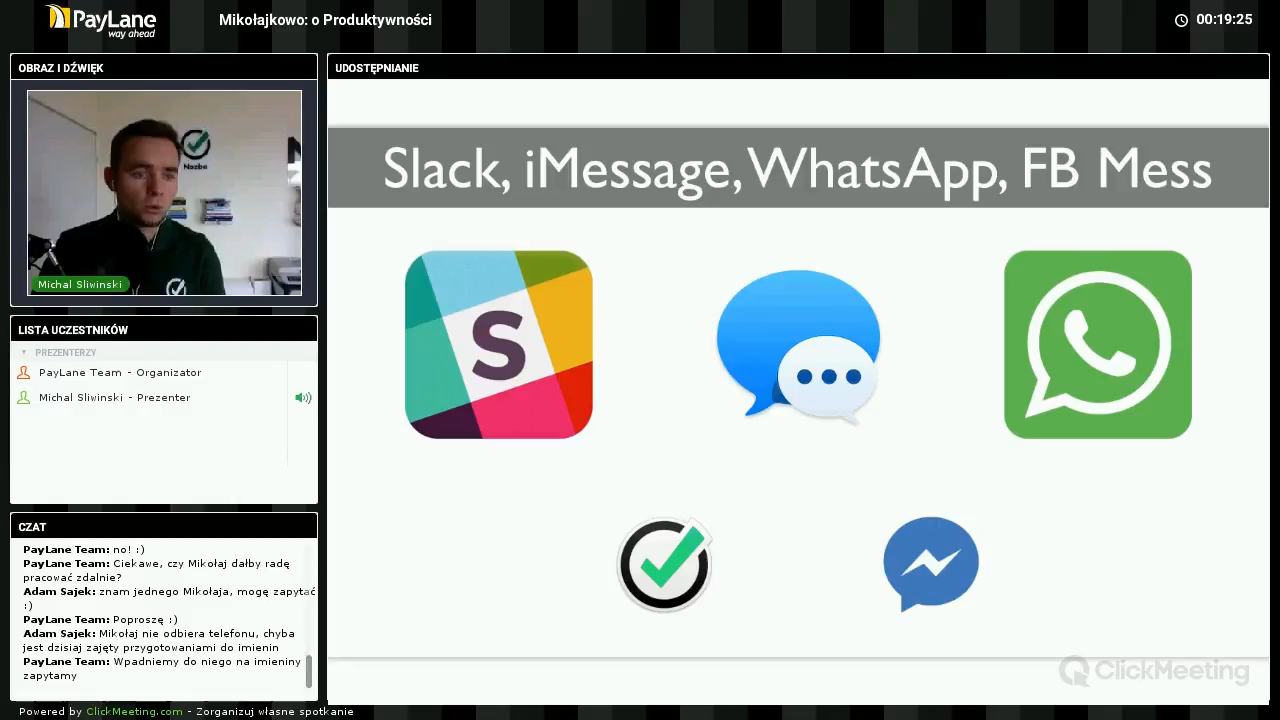 PayLane
way ahead
Mikołajkowo: o Produktywności
00:19:25
OBRAZ I DŹWIĘK
Nozbe
Michal Sliwinski
LISTA UCZESTNIKÓW
PREZENTERZY
PayLane Team - Organizator
Michal Sliwinski - Prezenter
CZAT
PayLane Team: no! :)
PayLane Team: Ciekawe, czy Mikołaj dałby radę
pracować zdalnie?
Adam Sajek: znam jednego Mikołaja, mogę zapytać
:)
PayLane Team: Poproszę :)
Adam Sajek: Mikołaj nie odbiera telefonu, chyba
jest dzisiaj zajęty przygotowaniami do imienin
PayLane Team: Wpadniemy do niego na imieniny
zapytamy
UDOSTĘPNIANIE
Slack, iMessage, WhatsApp, FB Mess
S
ClickMeeting
Powered by ClickMeeting.com - Zorganizuj własne spotkanie